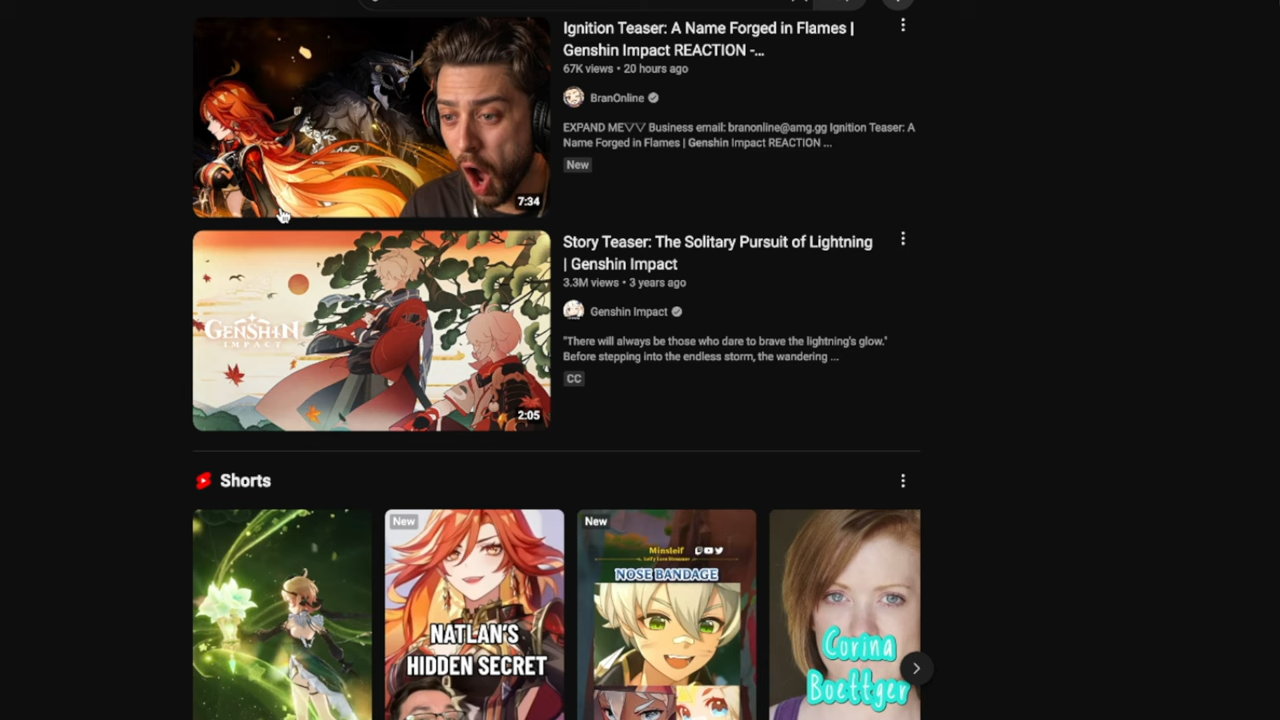 Ignition Teaser: A Name Forged in Flames |
Genshin Impact REACTION -...
67K views • 20 hours ago
BranOnline
EXPAND ME▽▽ Business email: branonline@amg.gg Ignition Teaser: A
Name Forged in Flames | Genshin Impact REACTION ...
New
7:34
Story Teaser: The Solitary Pursuit of Lightning
| Genshin Impact
3.3M views • 3 years ago
Genshin Impact
"There will always be those who dare to brave the lightning's glow."
Before stepping into the endless storm, the wandering ...
CC
GENSHIN
IMPACT
2:05
Shorts
New
NATLAN'S
HIDDEN SECRET
New
Minsleif
NOSE BANDAGE
Corina
Boettger